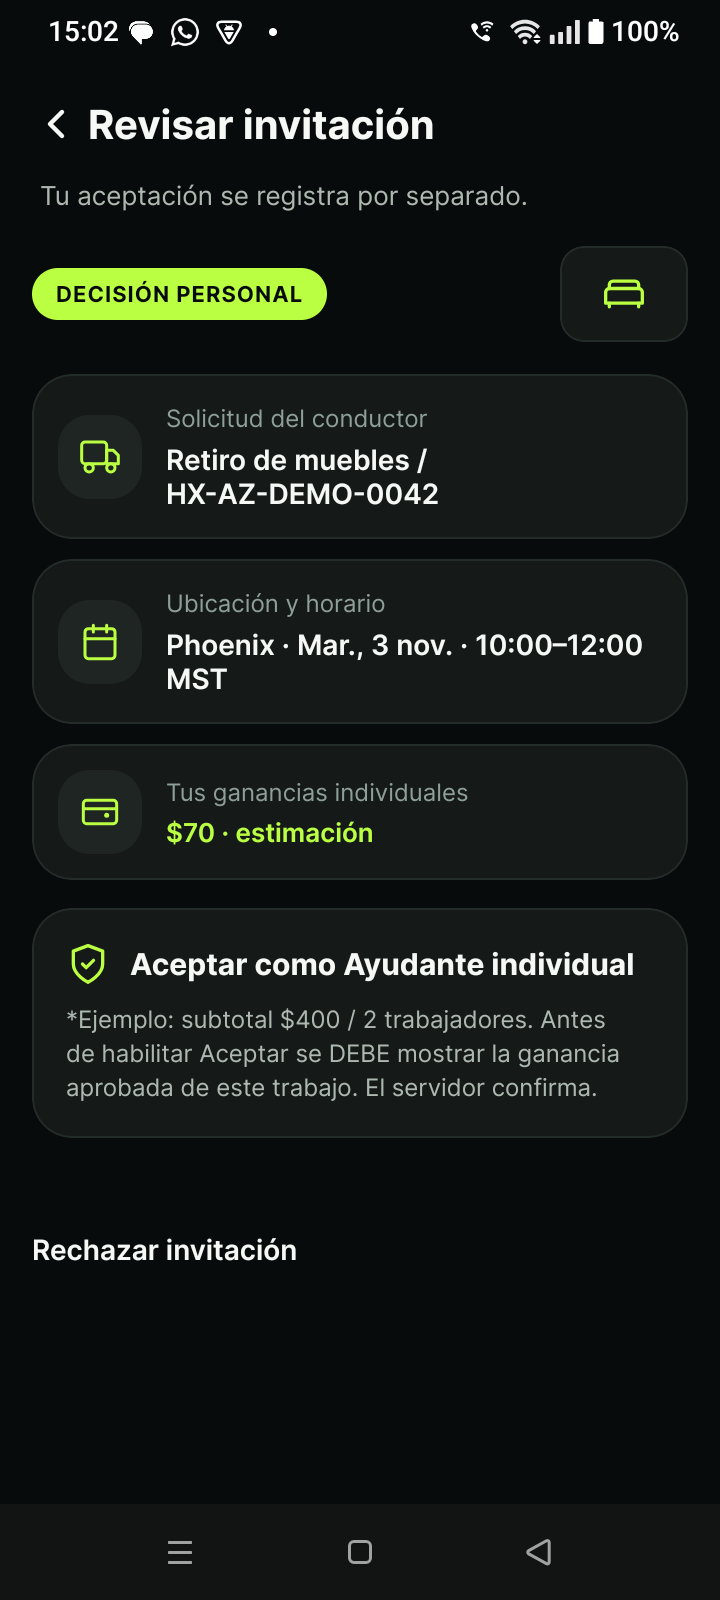 15:02
100%
Revisar invitación
Tu aceptación se registra por separado.
DECISIÓN PERSONAL
Solicitud del conductor
Retiro de muebles /
HX-AZ-DEMO-0042
Ubicación y horario
Phoenix · Mar., 3 nov. · 10:00–12:00
MST
Tus ganancias individuales
$70 · estimación
Aceptar como Ayudante individual
*Ejemplo: subtotal $400 / 2 trabajadores. Antes
de habilitar Aceptar se DEBE mostrar la ganancia
aprobada de este trabajo. El servidor confirma.
Rechazar invitación